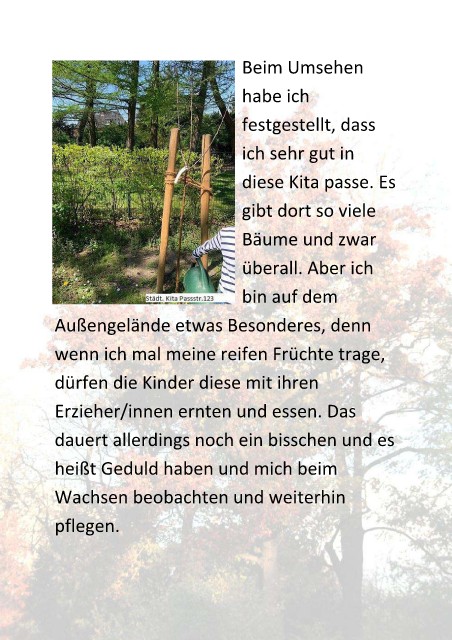 Beim Umsehen
habe ich
festgestellt, dass
ich sehr gut in
diese Kita passe. Es
gibt dort so viele
Bäume und zwar
überall. Aber ich
bin auf dem
Städt. Kita Passstr.123
Außengelände etwas Besonderes, denn
wenn ich mal meine reifen Früchte trage,
dürfen die Kinder diese mit ihren
Erzieher/innen ernten und essen. Das
dauert allerdings noch ein bisschen und es
heißt Geduld haben und mich beim
Wachsen beobachten und weiterhin
pflegen.